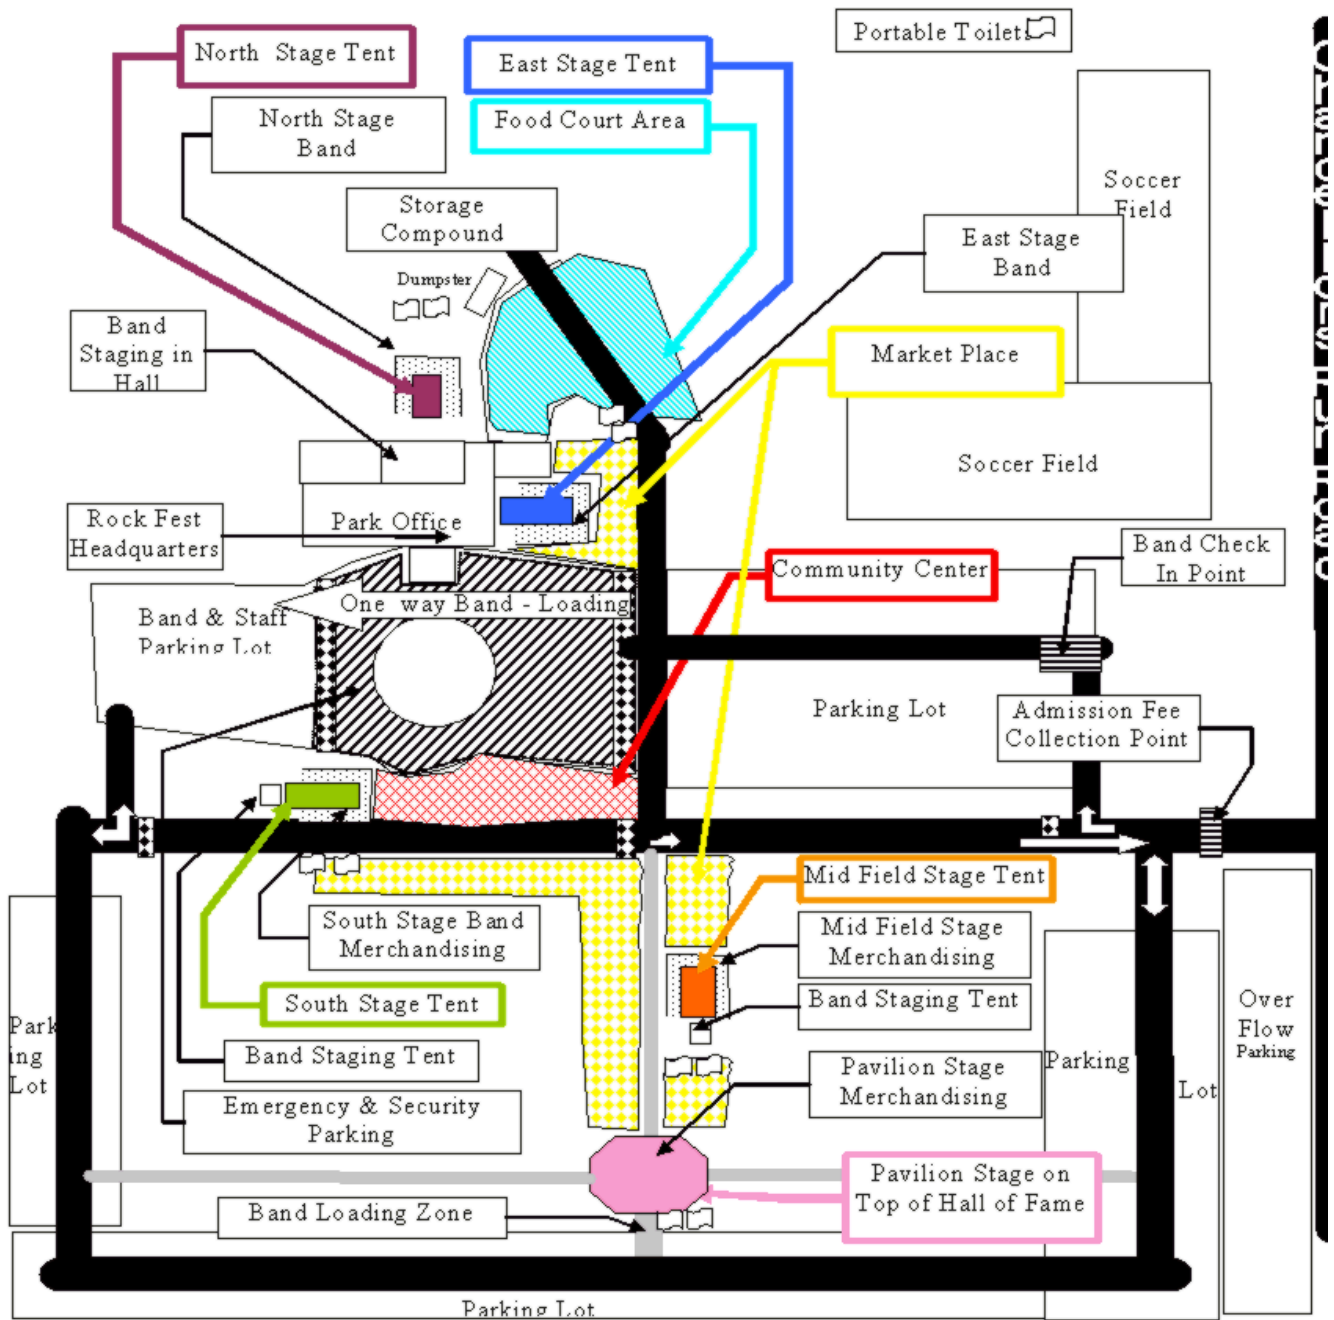 Portable Toilet:
North Stage Tent
East Stage Tent
North Stage
Band
Food Court Area
Soccer
Field
Storage
Compound
East Stage
Band
Dumpster
Band
Staging in
Hall
Market Place
Soccer Field
Rock Fest
Headquarters
Park Office
Band Check
In Point
Community Center
One way Band - Loading
Band & Staff
Parking Lot
Parking Lot
Admission Fee
Collection Point
Mid Field Stage Tent
South Stage Band
Merchandising
Mid Field Stage
Merchandising
South Stage Tent
Band Staging Tent
Over
Flow
Parking
Park
ing
Lot
Band Staging Tent
Parking
Lot
Pavilion Stage
Merchandising
Emergency & Security
Parking
Pavilion Stage on
Top of Hall of Fame
Band Loading Zone
Parking Lot